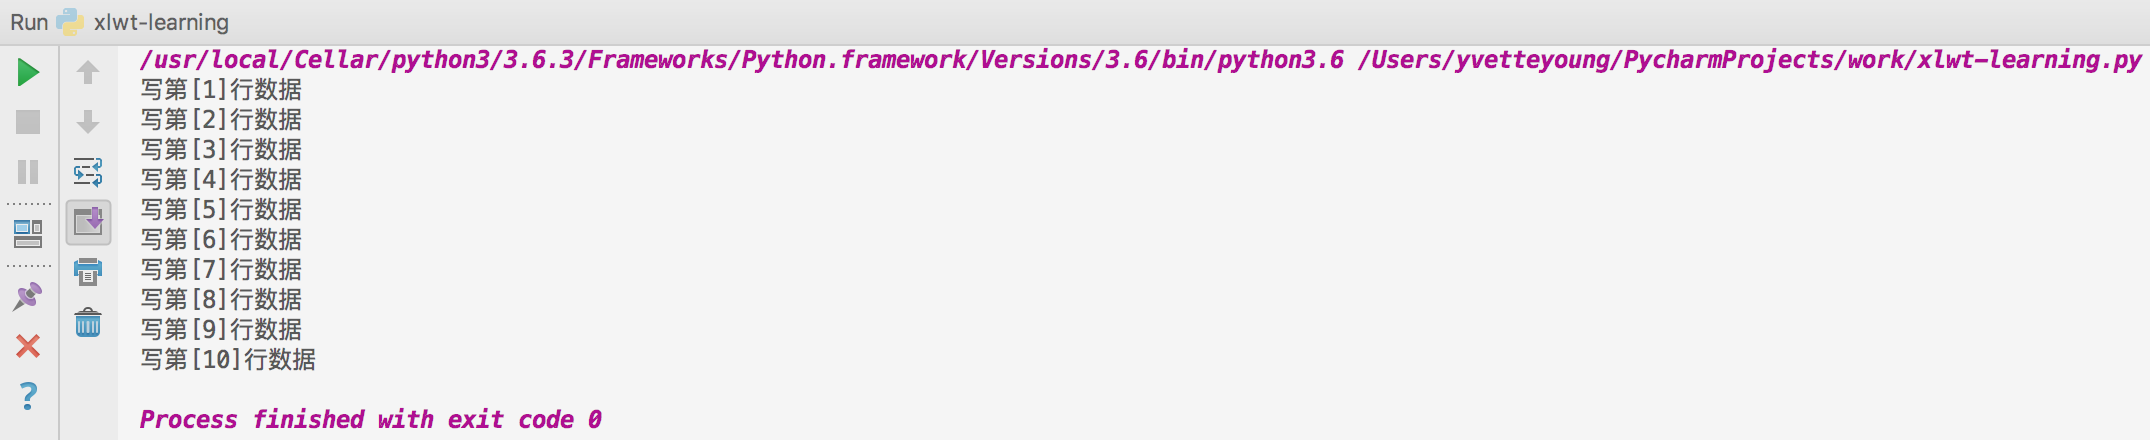 Run xlwt-learning
/usr/local/Cellar/python3/3.6.3/Frameworks/Python.framework/Versions/3.6/bin/python3.6 /Users/yvetteyoung/PycharmProjects/work/xlwt-learning.py
写第[1]行数据
写第[2]行数据
写第[3]行数据
写第[4]行数据
写第[5]行数据
写第[6]行数据
写第[7]行数据
写第[8]行数据
写第[9]行数据
写第[10]行数据
Process finished with exit code 0